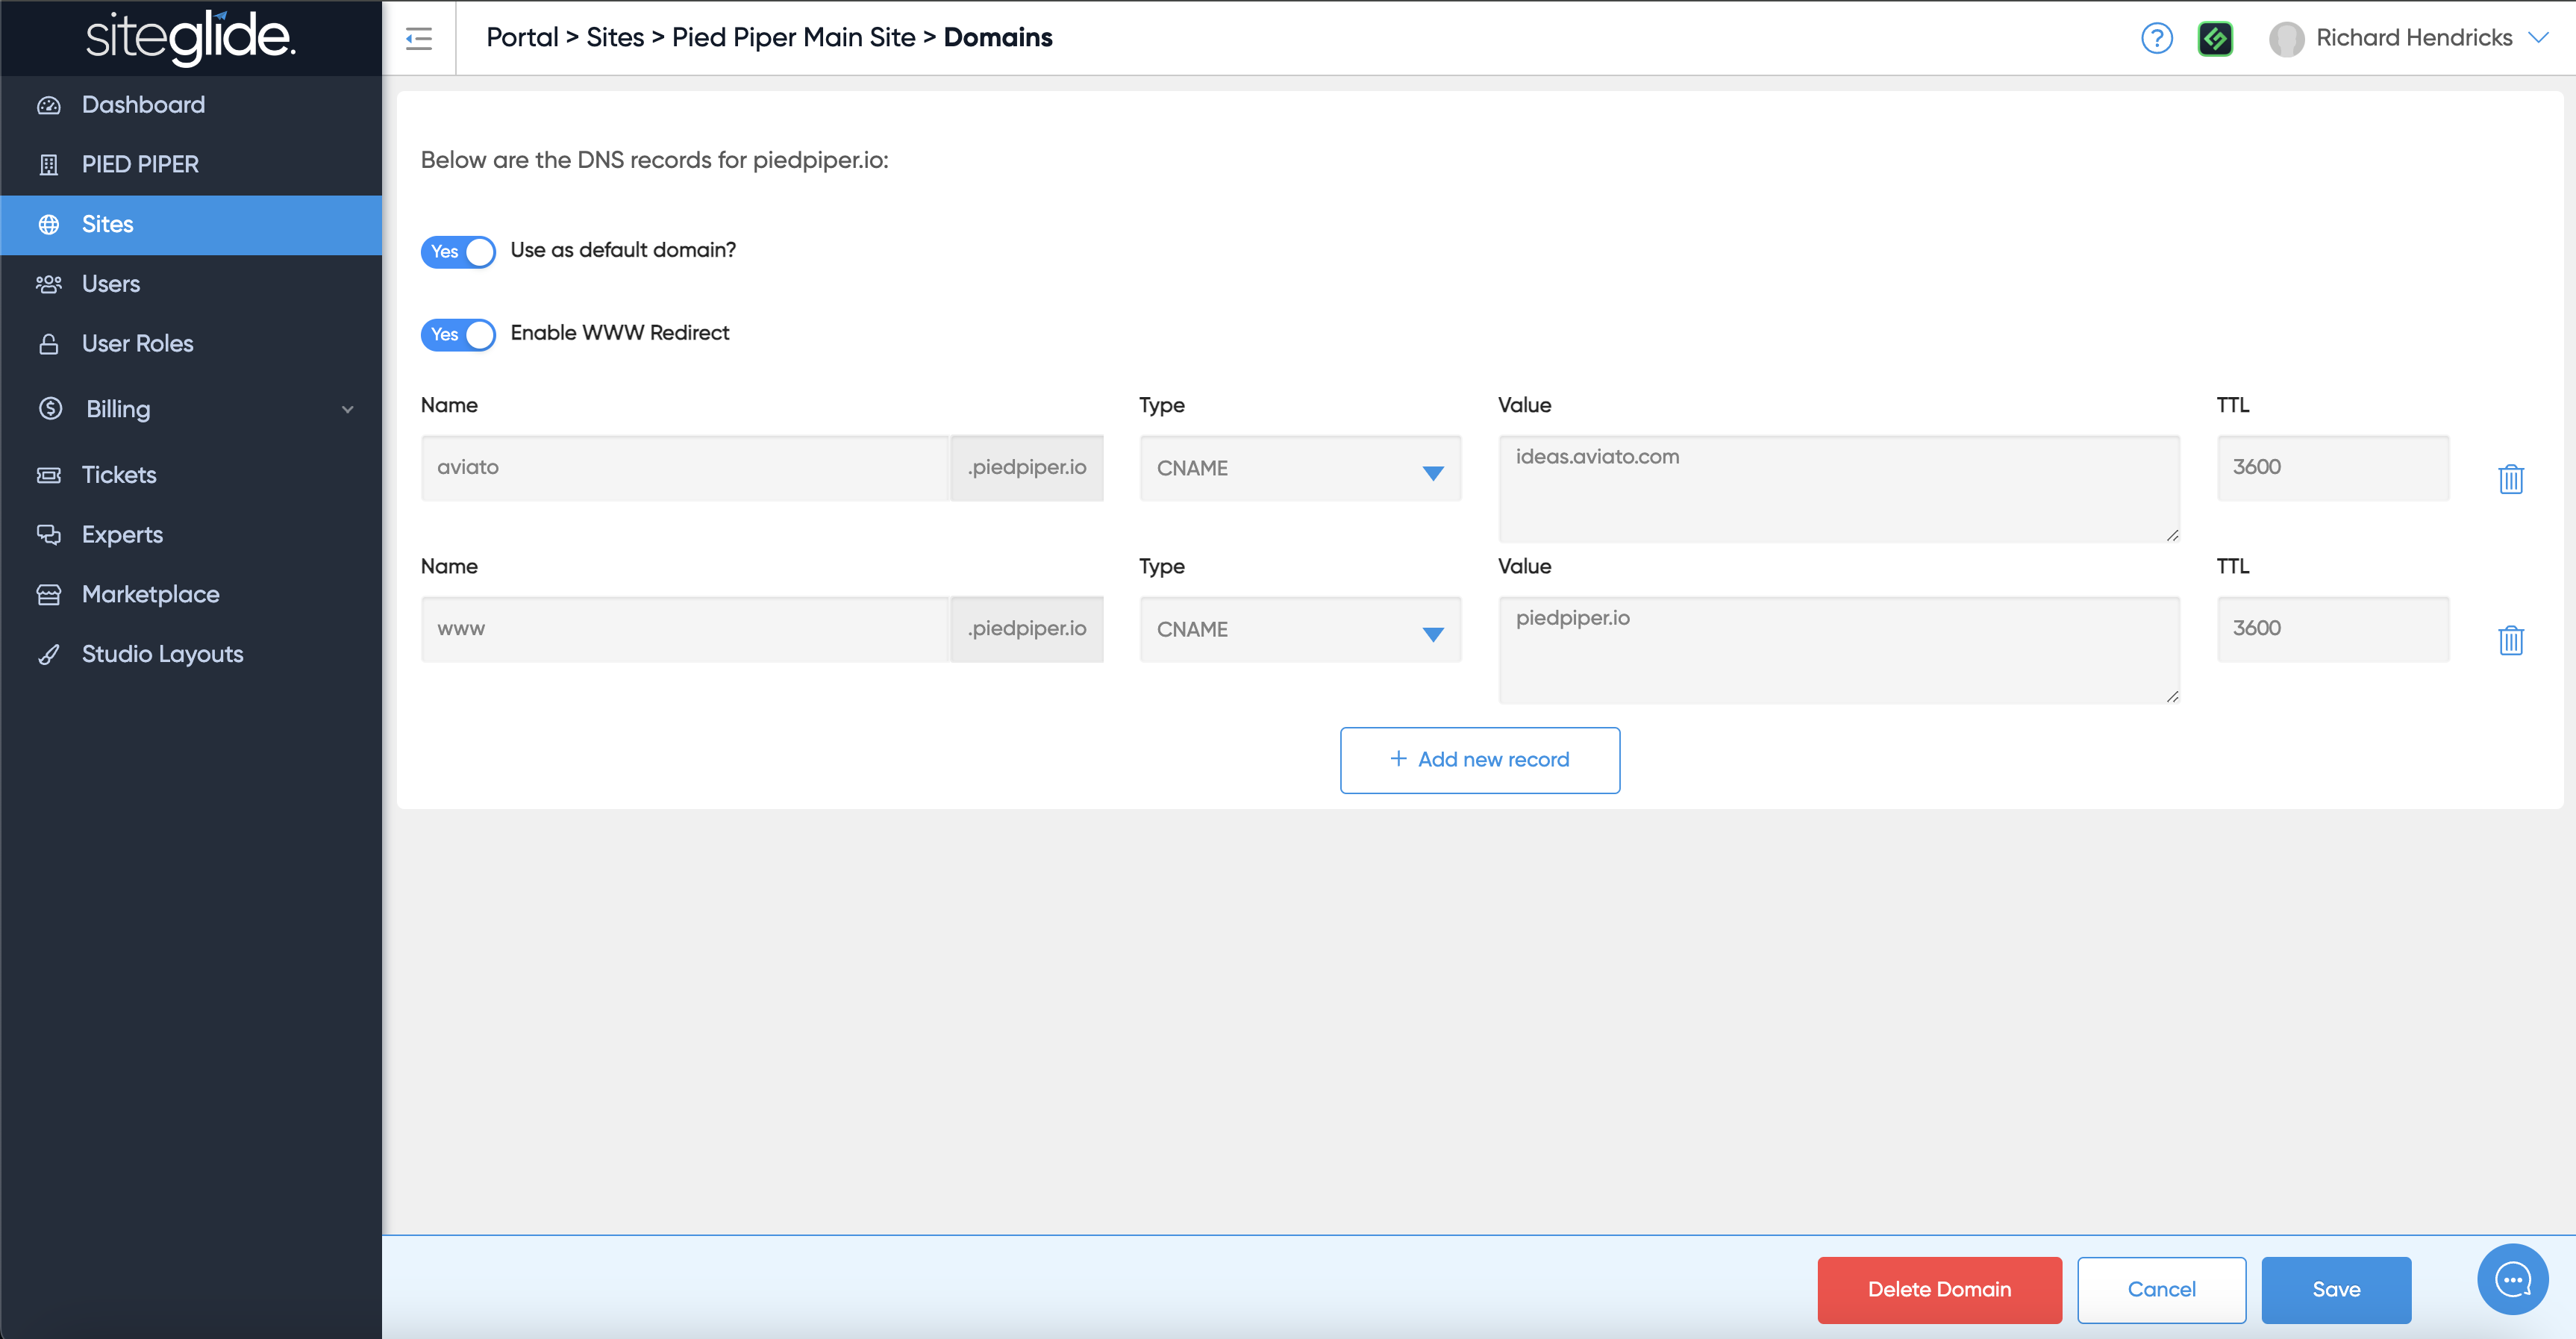 siteglide.
Portal > Sites > Pied Piper Main Site > Domains
?
Richard Hendricks
Dashboard
PIED PIPER
Sites
Users
User Roles
Billing
Tickets
Experts
Marketplace
Studio Layouts
Below are the DNS records for piedpiper.io:
Yes Use as default domain?
Yes Enable WWW Redirect
Name Type Value TTL
aviato .piedpiper.io CNAME ideas.aviato.com 3600
Name Type Value TTL
www .piedpiper.io CNAME piedpiper.io 3600
+ Add new record
Delete Domain Cancel Save